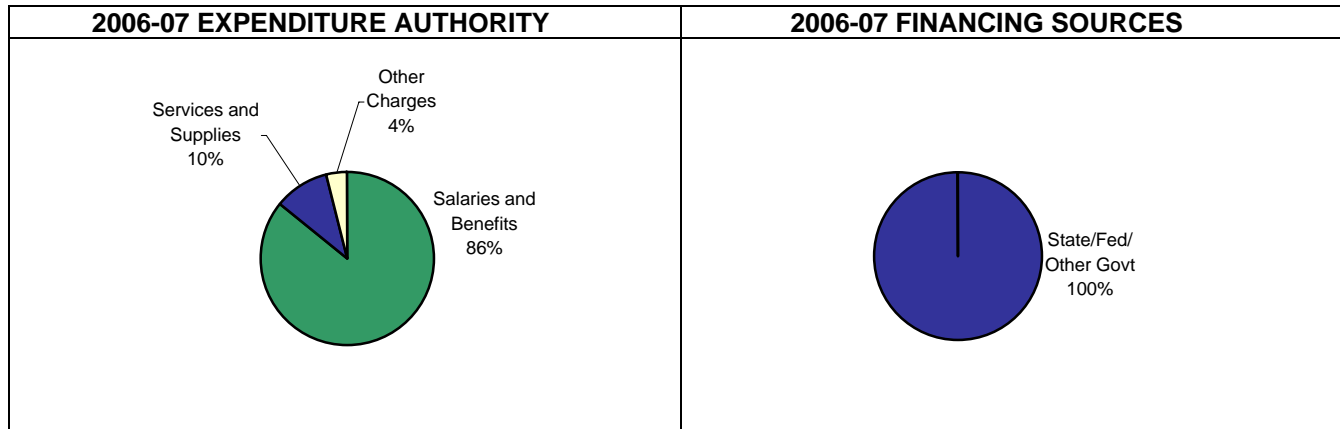 2006-07 EXPENDITURE AUTHORITY
2006-07 FINANCING SOURCES
Other
Charges
4%
Services and
Supplies
10%
Salaries and
Benefits
86%
State/Fed/
Other Govt
100%